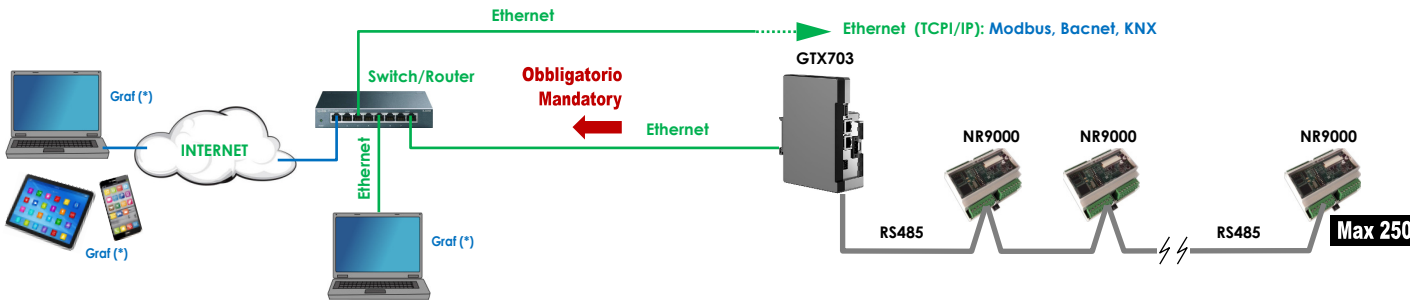 Ethernet
Ethernet (TCPI/IP): Modbus, Bacnet, KNX
GTX703
Switch/Router
Obbligatorio
Mandatory
Graf (*)
Ethernet
INTERNET
Ethernet
NR9000
NR9000
NR9000
Graf (*)
Graf (*)
RS485
RS485
Max 250